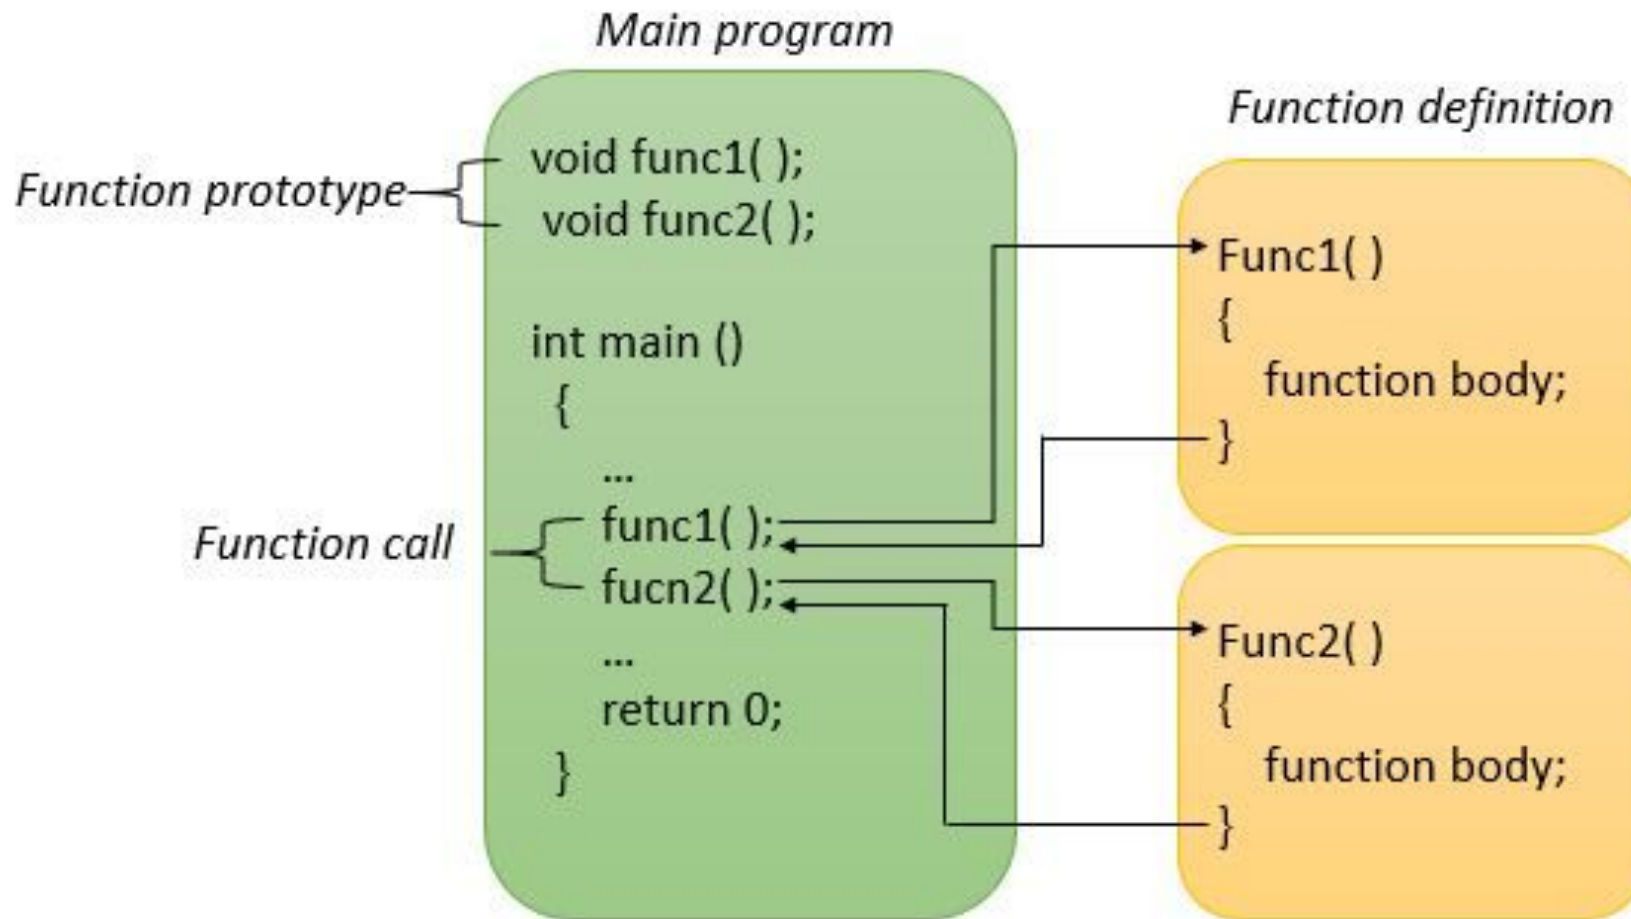 Main program
Function prototype
void func1( );
void func2( );
int main ()
{
...
Function call
func1( );
fucn2( );
...
return 0;
}
Function definition
Func1( )
{
function body;
}
Func2( )
{
function body;
}